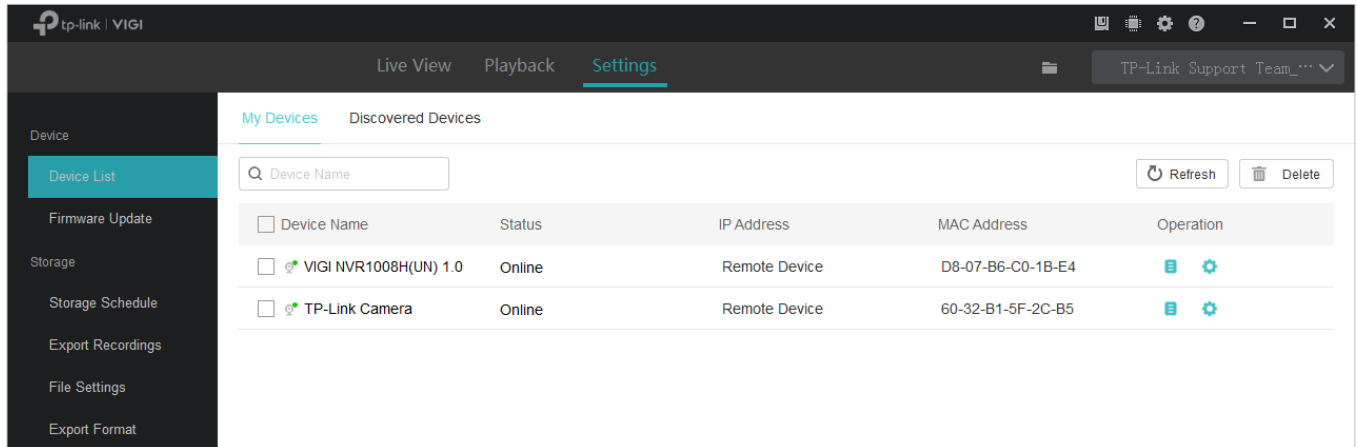 tp-link | VIGI
Live View Playback Settings TP-Link Support Team_...
Device
Device List
Firmware Update
Storage
Storage Schedule
Export Recordings
File Settings
Export Format
My Devices Discovered Devices
Device Name Refresh Delete
Device Name Status IP Address MAC Address Operation
VIGI NVR1008H(UN) 1.0 Online Remote Device D8-07-B6-C0-1B-E4
TP-Link Camera Online Remote Device 60-32-B1-5F-2C-B5